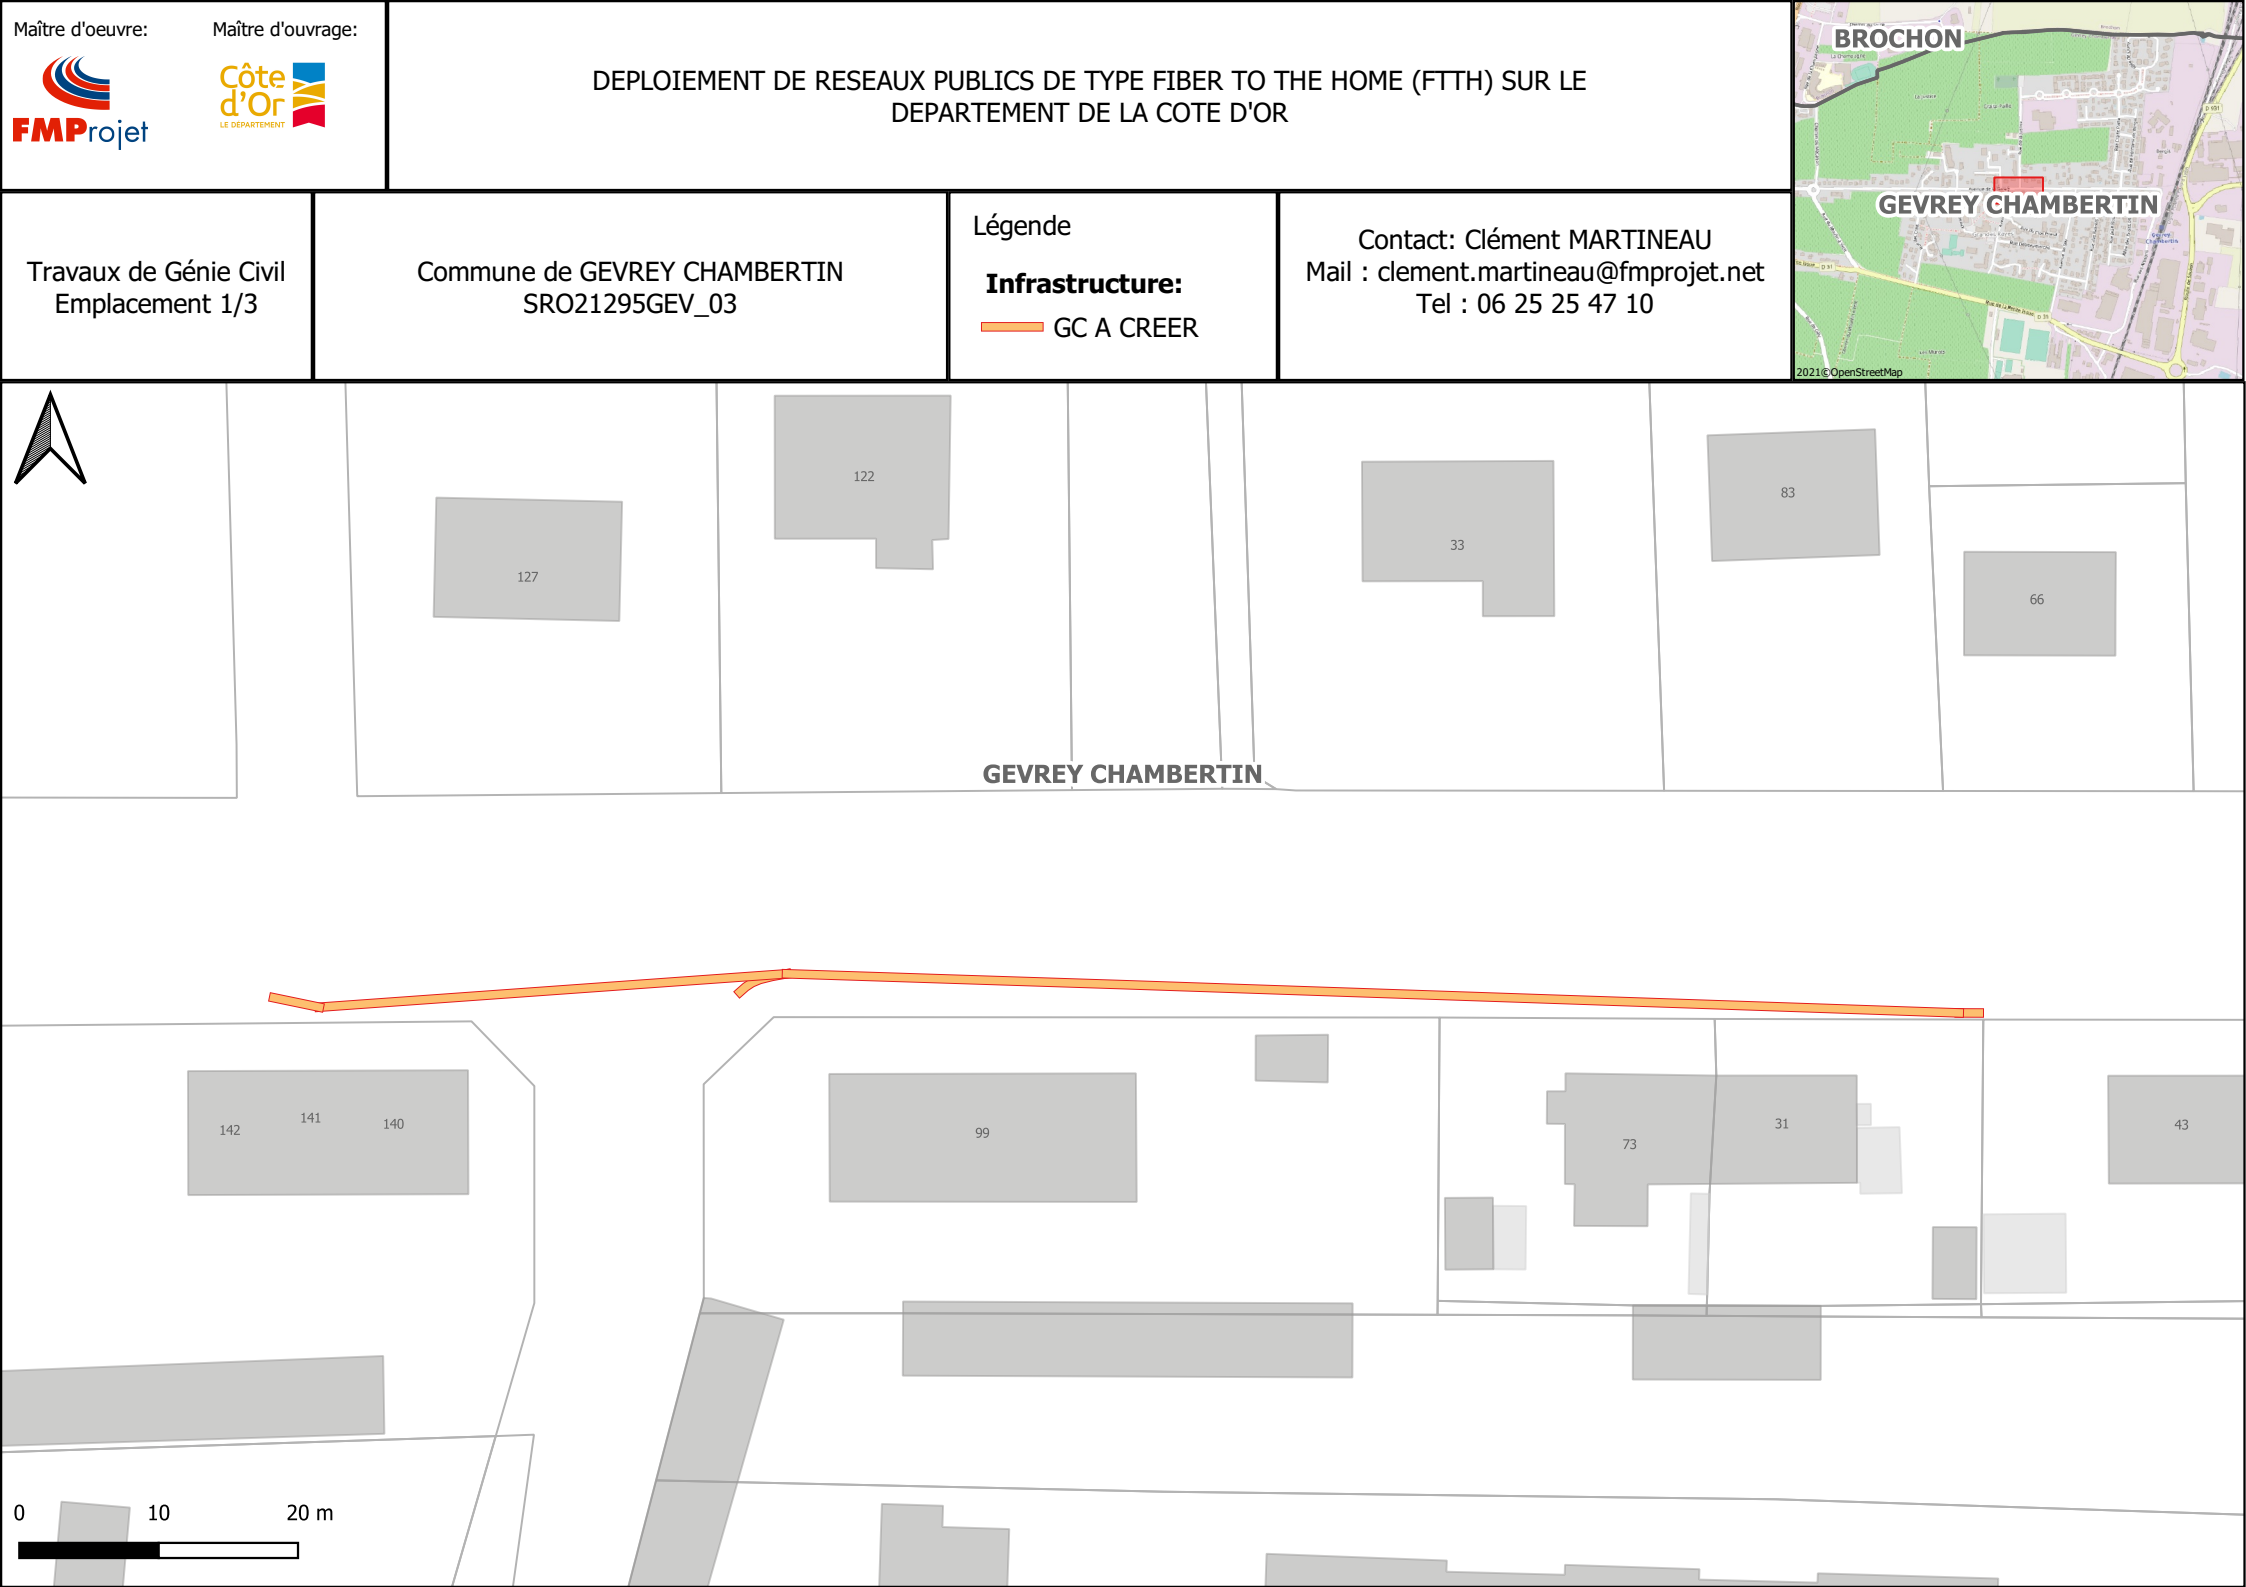 Maître d'oeuvre:
Maître d'ouvrage:
FMProjet
Côte
d'Or
LE DÉPARTEMENT
DEPLOIEMENT DE RESEAUX PUBLICS DE TYPE FIBER TO THE HOME (FTTH) SUR LE
DEPARTEMENT DE LA COTE D'OR
BROCHON
GEVREY CHAMBERTIN
D 31
2021©OpenStreetMap
Travaux de Génie Civil
Emplacement 1/3
Commune de GEVREY CHAMBERTIN
SRO21295GEV_03
Légende
Infrastructure:
GC A CREER
Contact: Clément MARTINEAU
Mail : clement.martineau@fmprojet.net
Tel : 06 25 25 47 10
122
83
33
127
66
GEVREY CHAMBERTIN
142
141
140
99
73
31
43
0
10
20 m